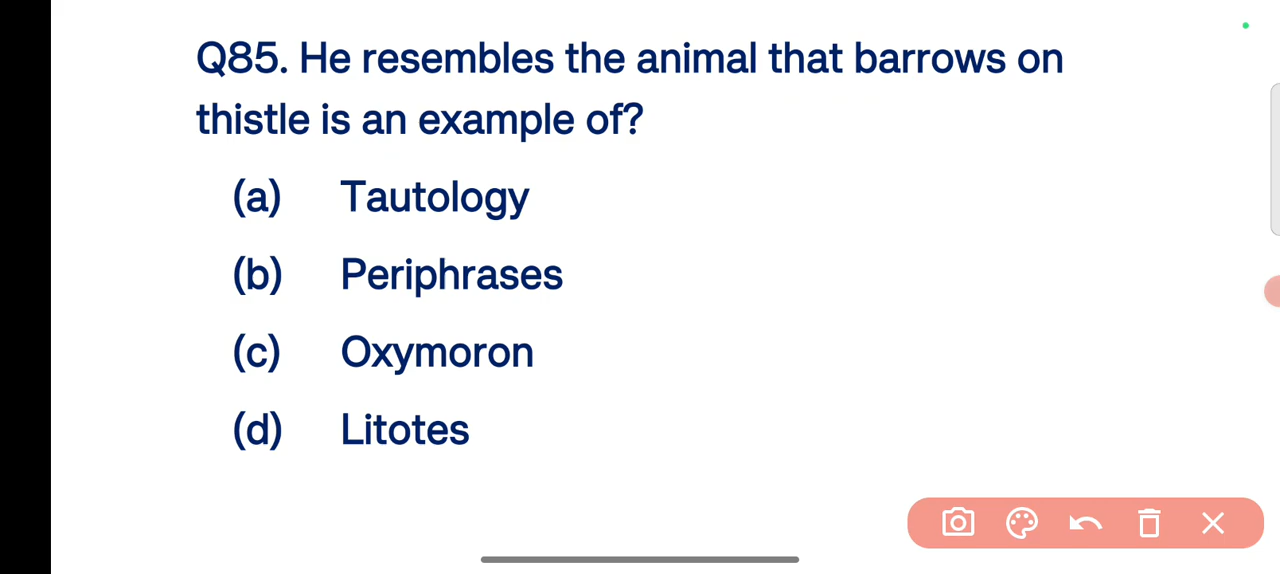 Q85. He resembles the animal that barrows on
thistle is an example of?
(a) Tautology
(b) Periphrases
(c) Oxymoron
(d) Litotes